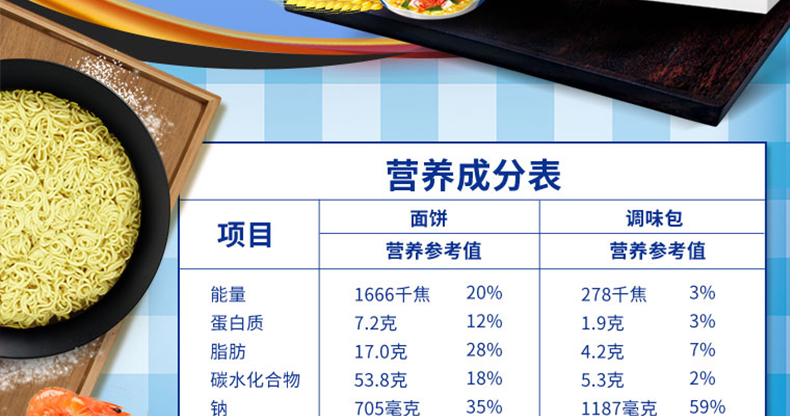 营养成分表
项目 面饼 调味包
营养参考值 营养参考值
能量 1666千焦 20% 278千焦 3%
蛋白质 7.2克 12% 1.9克 3%
脂肪 17.0克 28% 4.2克 7%
碳水化合物 53.8克 18% 5.3克 2%
钠 705毫克 35% 1187毫克 59%